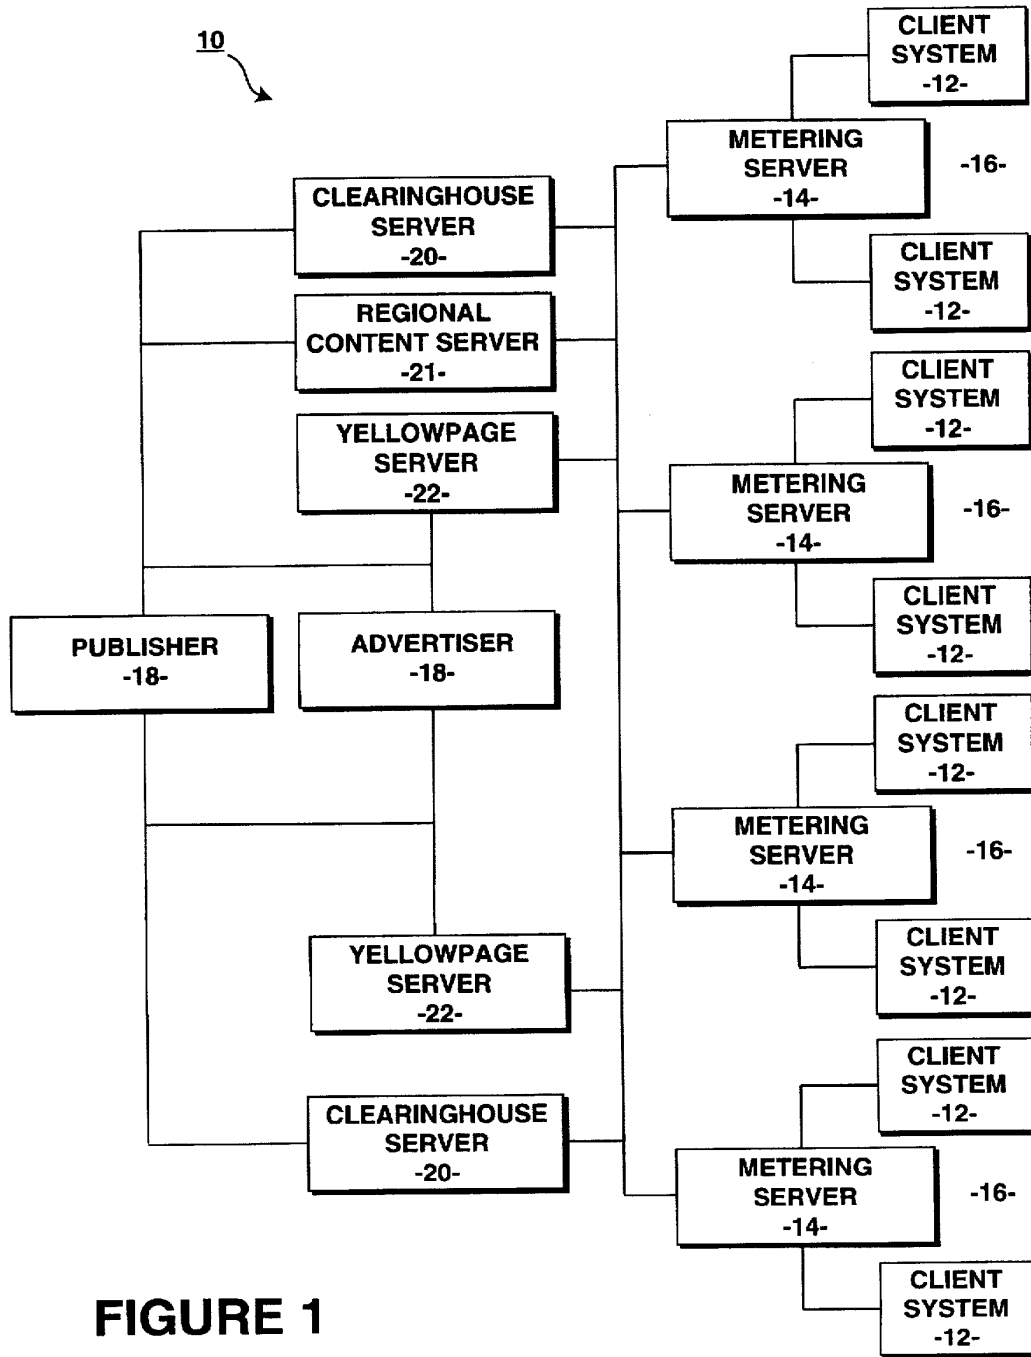 10
CLIENT
SYSTEM
-12-
METERING
SERVER
-14-
-16-
CLEARINGHOUSE
SERVER
-20-
CLIENT
SYSTEM
-12-
REGIONAL
CONTENT SERVER
-21-
CLIENT
SYSTEM
-12-
YELLOWPAGE
SERVER
-22-
METERING
SERVER
-14-
-16-
CLIENT
SYSTEM
-12-
PUBLISHER
-18-
ADVERTISER
-18-
CLIENT
SYSTEM
-12-
METERING
SERVER
-14-
-16-
YELLOWPAGE
SERVER
-22-
CLIENT
SYSTEM
-12-
CLIENT
SYSTEM
-12-
CLEARINGHOUSE
SERVER
-20-
METERING
SERVER
-14-
-16-
CLIENT
SYSTEM
-12-
FIGURE 1